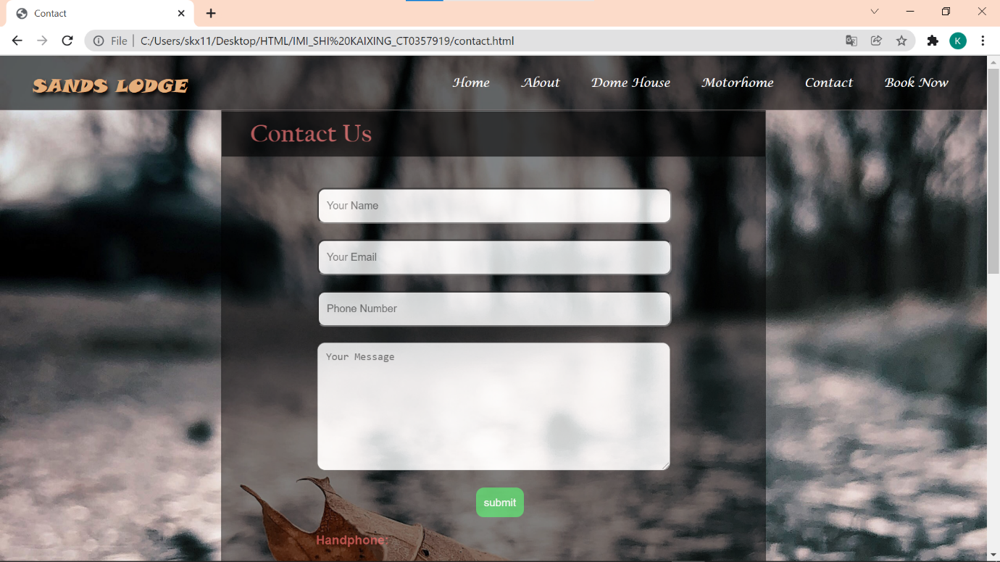 Contact
File C:/Users/skx11/Desktop/HTML/IMI_SHI%20KAIXING_CT0357919/contact.html
K
SANDS LODGE
Home About Dome House Motorhome Contact Book Now
Contact Us
Your Name
Your Email
Phone Number
Your Message
submit
Handphone: